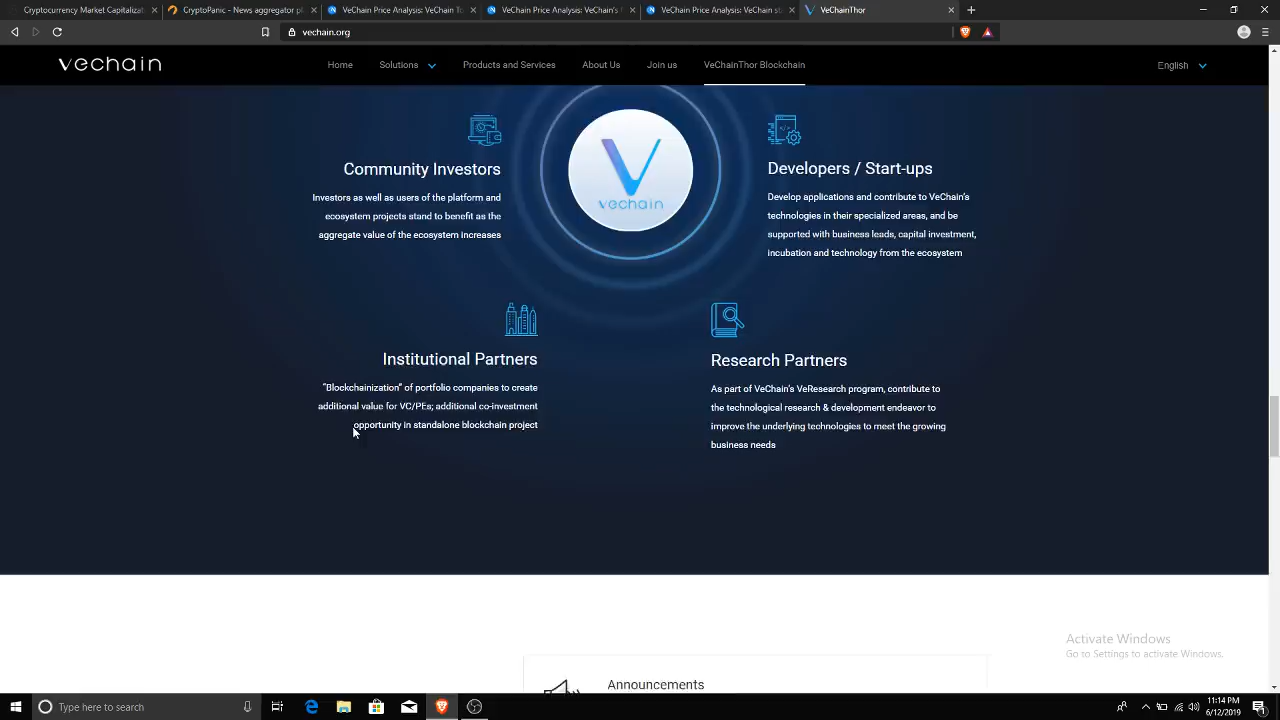 Cryptocurrency Market Capitalizat
CryptoPanic - News aggregator pl
VeChain Price Analysis: VeChain T
VeChain Price Analysis: VeChain's
VeChain Price Analysis: VeChain st
VeChainThor
vechain.org
vechain
Home
Solutions
Products and Services
About Us
Join us
VeChainThor Blockchain
English
Community Investors
Investors as well as users of the platform and
ecosystem projects stand to benefit as the
aggregate value of the ecosystem increases
vechain
Developers / Start-ups
Develop applications and contribute to VeChain's
technologies in their specialized areas, and be
supported with business leads, capital investment,
incubation and technology from the ecosystem
Institutional Partners
"Blockchainization" of portfolio companies to create
additional value for VC/PEs; additional co-investment
opportunity in standalone blockchain project
Research Partners
As part of VeChain's VeResearch program, contribute to
the technological research & development endeavor to
improve the underlying technologies to meet the growing
business needs
Announcements
Activate Windows
Go to Settings to activate Windows.
Type here to search
11:14 PM
6/12/2019